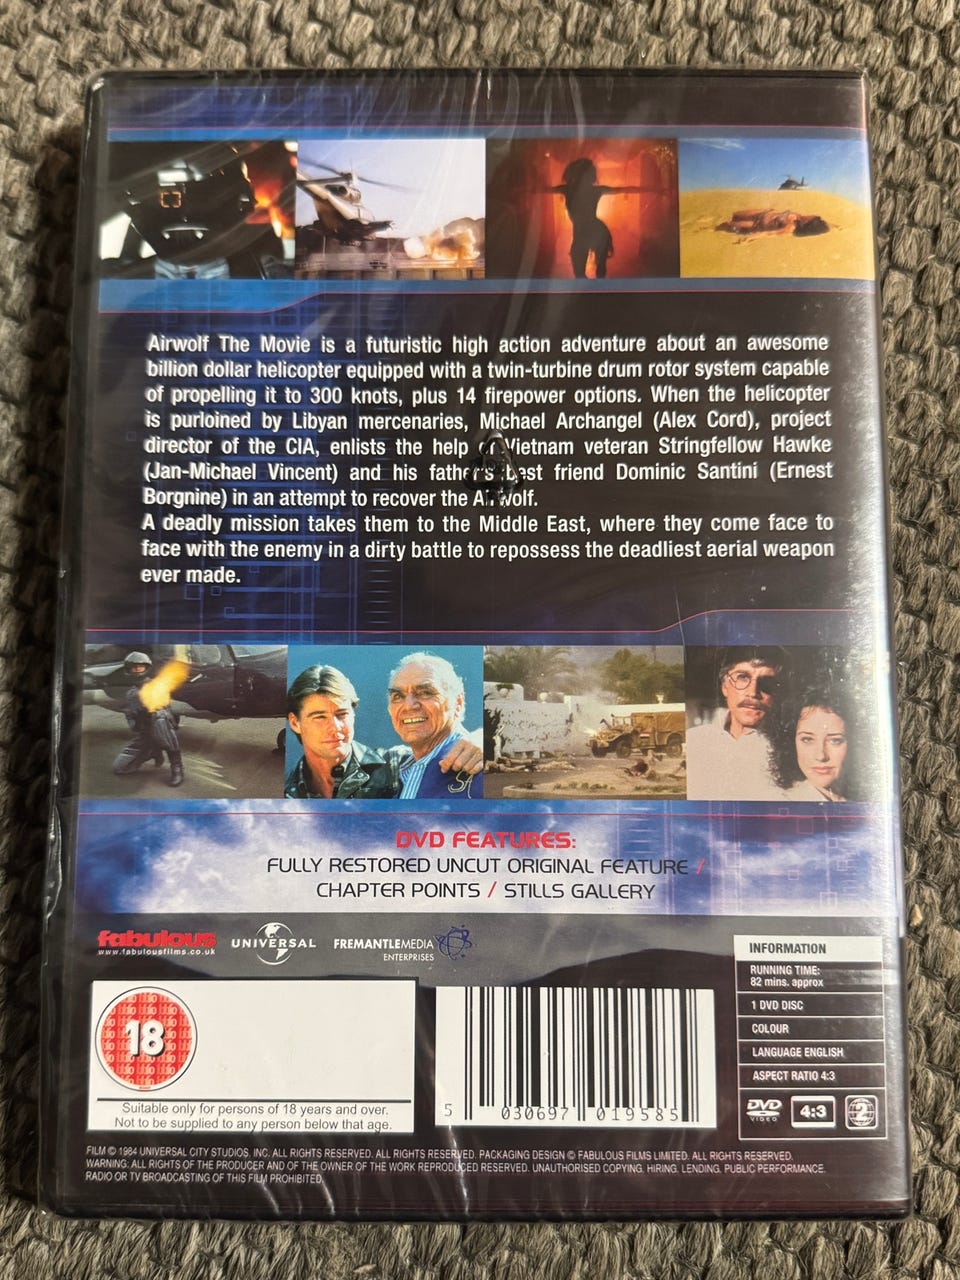 Airwolf The Movie is a futuristic high action adventure about an awesome
billion dollar helicopter equipped with a twin-turbine drum rotor system capable
of propelling it to 300 knots, plus 14 firepower options. When the helicopter
is purloined by Libyan mercenaries, Michael Archangel (Alex Cord), project
director of the CIA, enlists the help of Vietnam veteran Stringfellow Hawke
(Jan-Michael Vincent) and his father's best friend Dominic Santini (Ernest
Borgnine) in an attempt to recover the Airwolf.
A deadly mission takes them to the Middle East, where they come face to
face with the enemy in a dirty battle to repossess the deadliest aerial weapon
ever made.
DVD FEATURES:
FULLY RESTORED UNCUT ORIGINAL FEATURE /
CHAPTER POINTS / STILLS GALLERY
fabulous
www.fabulousfilms.co.uk
UNIVERSAL
FREMANTLEMEDIA
ENTERPRISES
INFORMATION
RUNNING TIME:
82 mins. approx
1 DVD DISC
COLOUR
LANGUAGE ENGLISH
ASPECT RATIO 4:3
DVD
VIDEO
4:3
2
18
Suitable only for persons of 18 years and over.
Not to be supplied to any person below that age.
5 030697 019585
FILM © 1984 UNIVERSAL CITY STUDIOS, INC. ALL RIGHTS RESERVED. PACKAGING DESIGN © FABULOUS FILMS LIMITED. ALL RIGHTS RESERVED.
WARNING: ALL RIGHTS OF THE PRODUCER AND OF THE OWNER OF THE WORK REPRODUCED RESERVED. UNAUTHORISED COPYING, HIRING, LENDING, PUBLIC PERFORMANCE,
RADIO OR TV BROADCASTING OF THIS FILM PROHIBITED.